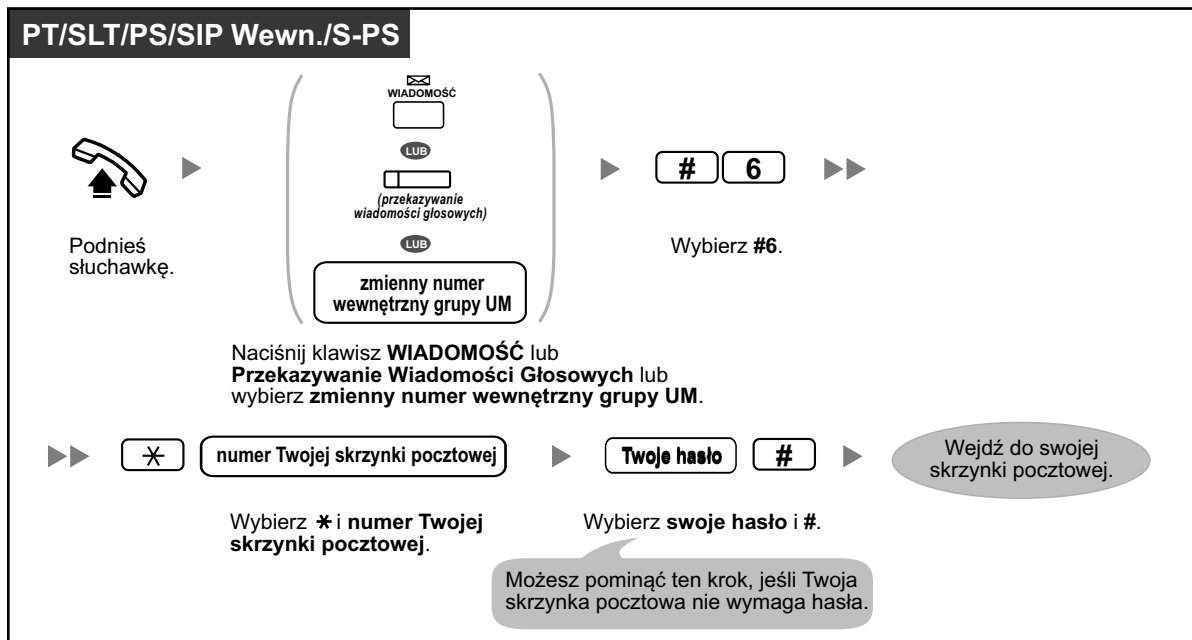 PT/SLT/PS/SIP Wewn./S-PS
WIADOMOŚĆ
LUB
(przekazywanie
wiadomości głosowych)
LUB
zmienny numer
wewnętrzny grupy UM
# 6
Podnieś
słuchawkę.
Wybierz #6.
Naciśnij klawisz WIADOMOŚĆ lub
Przekazywanie Wiadomości Głosowych lub
wybierz zmienny numer wewnętrzny grupy UM.
* numer Twojej skrzynki pocztowej
Twoje hasło #
Wejdź do swojej
skrzynki pocztowej.
Wybierz * i numer Twojej
skrzynki pocztowej.
Wybierz swoje hasło i #.
Możesz pominąć ten krok, jeśli Twoja
skrzynka pocztowa nie wymaga hasła.